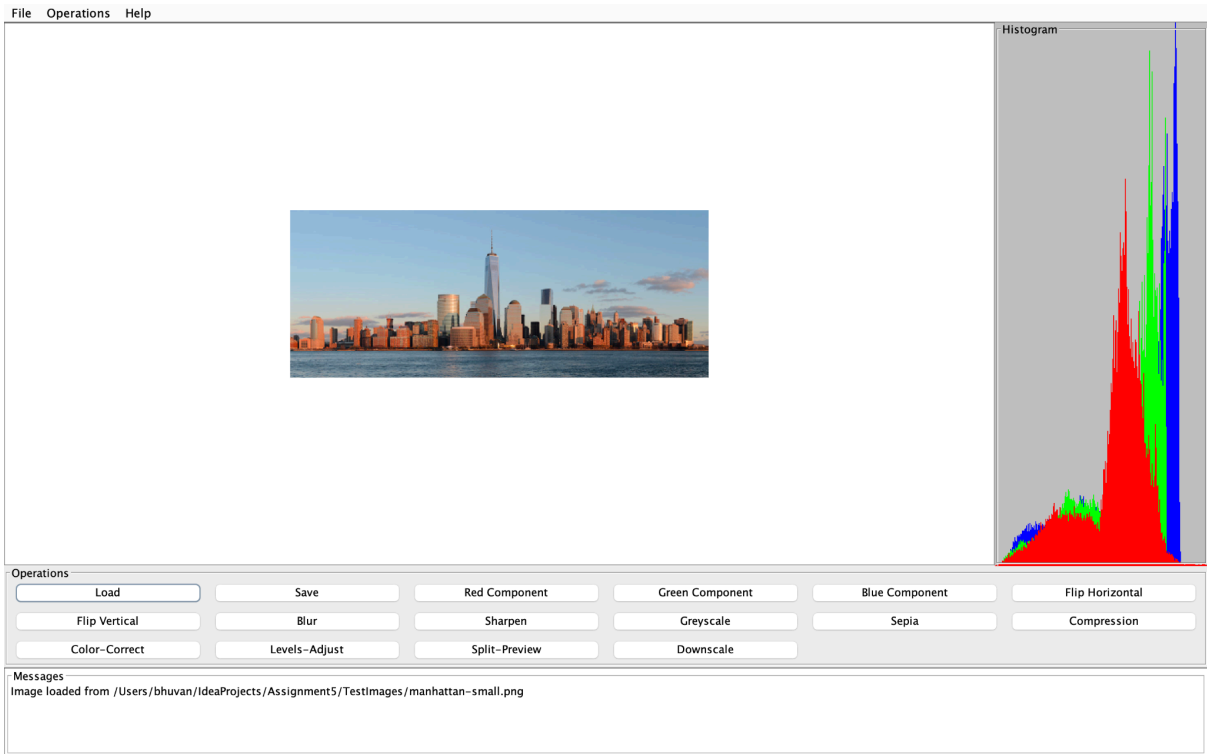 File Operations Help
Histogram
Operations
Load Save Red Component Green Component Blue Component Flip Horizontal
Flip Vertical Blur Sharpen Greyscale Sepia Compression
Color-Correct Levels-Adjust Split-Preview Downscale
Messages
Image loaded from /Users/bhuvan/IdeaProjects/Assignment5/TestImages/manhattan-small.png